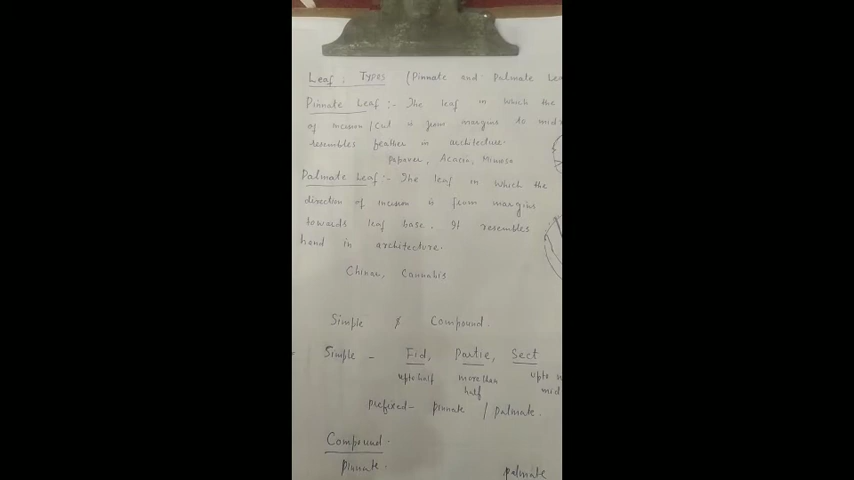 Leaf Types (Pinnate and Palmate Lea
Pinnate Leaf :- The leaf in which the
of incision/cut is from margins to mid
resembles feather in architecture.
Papaver, Acacia, Mimosa
Palmate Leaf :- The leaf in which the
direction of incision is from margins
towards leaf base. It resembles
hand in architecture.
Cannabis
Simple & Compound.
Simple - Fid, Partie, Sect
upto half more than half upto
mid
prefixed - pinnate / palmate.
Compound.
pinnate. palmate